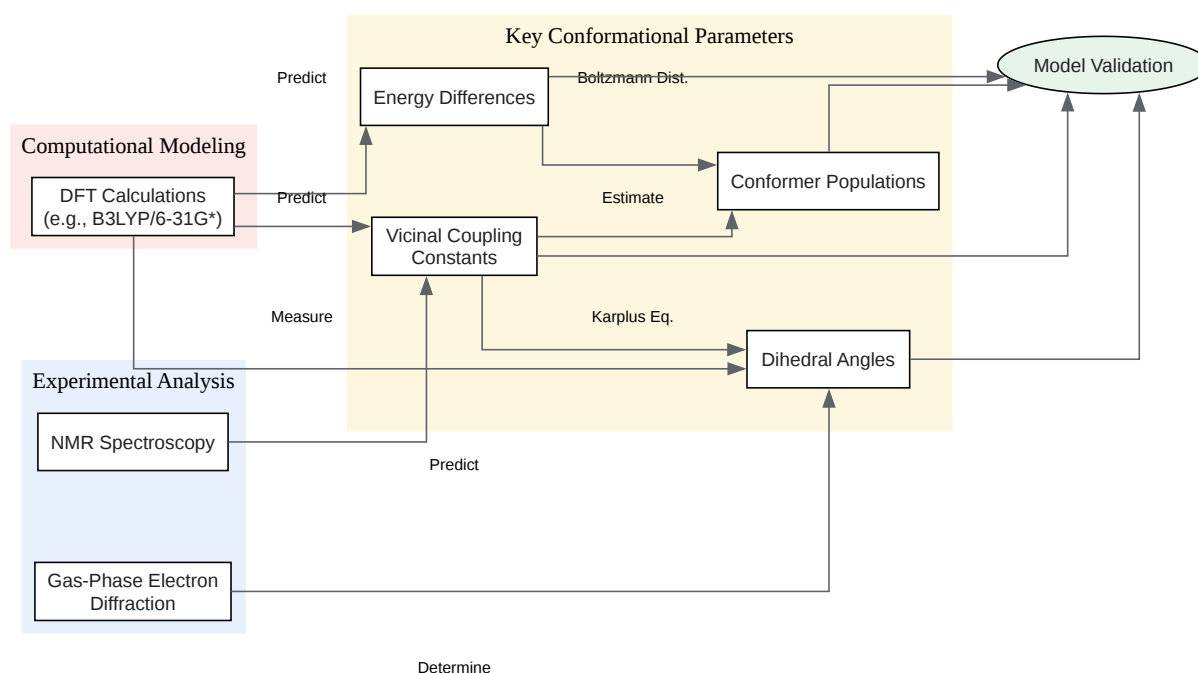 Key Conformational Parameters
Model Validation
Predict
Boltzmann Dist.
Energy Differences
Computational Modeling
DFT Calculations
(e.g., B3LYP/6-31G*)
Predict
Estimate
Conformer Populations
Vicinal Coupling
Constants
Measure
Karplus Eq.
Dihedral Angles
Experimental Analysis
NMR Spectroscopy
Predict
Gas-Phase Electron
Diffraction
Determine